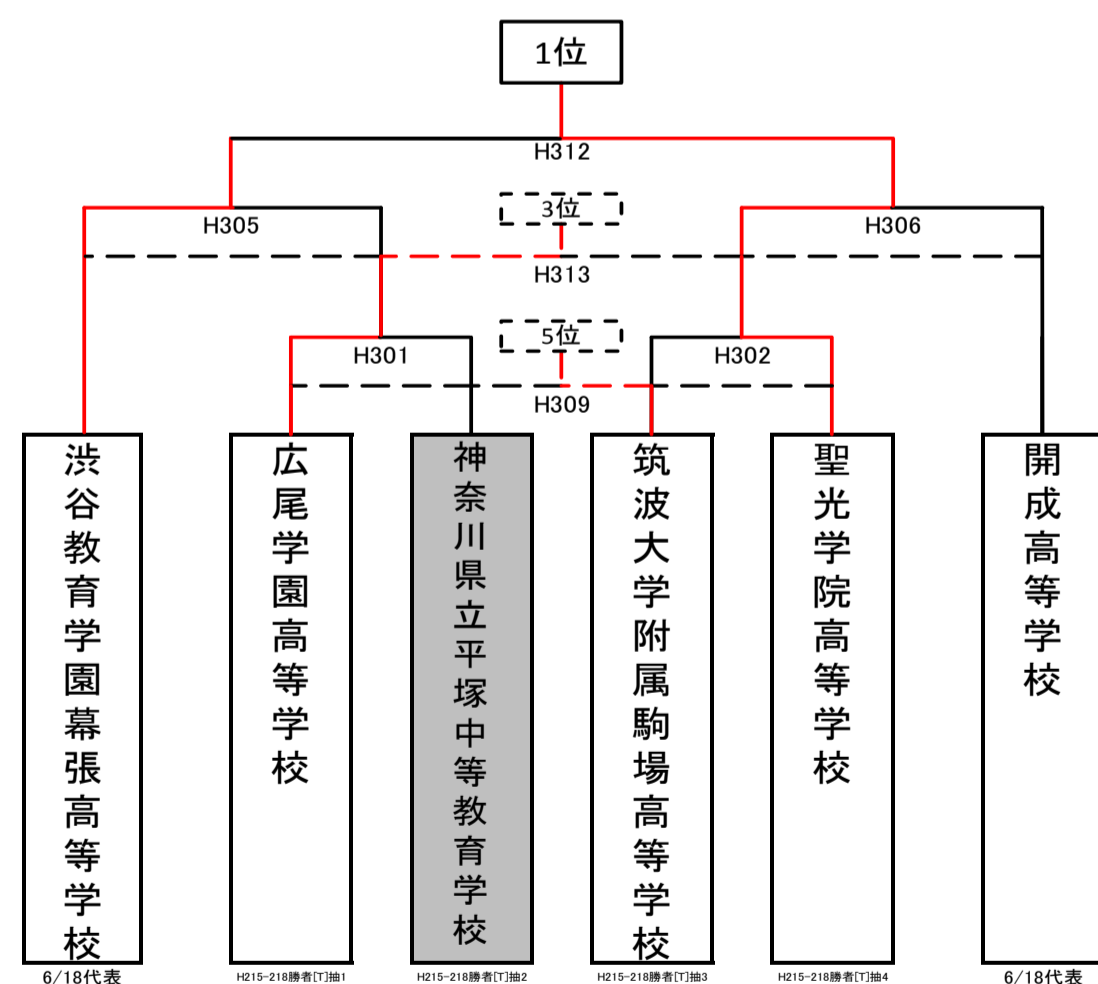 1位
H312
3位
H305
H306
H313
5位
H301
H302
H309
渋谷教育学園幕張高等学校
広尾学園高等学校
神奈川県立平塚中等教育学校
筑波大学附属駒場高等学校
聖光学院高等学校
開成高等学校
6/18代表
H215-218勝者[T]抽1
H215-218勝者[T]抽2
H215-218勝者[T]抽3
H215-218勝者[T]抽4
6/18代表